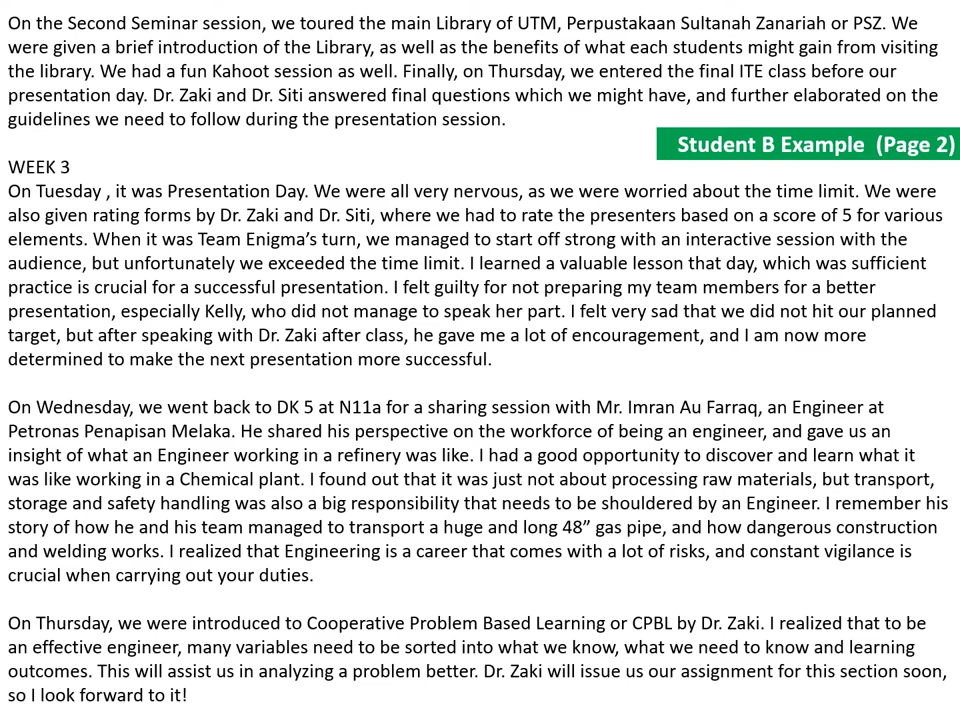 On the Second Seminar session, we toured the main Library of UTM, Perpustakaan Sultanah Zanariah or PSZ. We
were given a brief introduction of the Library, as well as the benefits of what each students might gain from visiting
the library. We had a fun Kahoot session as well. Finally, on Thursday, we entered the final ITE class before our
presentation day. Dr. Zaki and Dr. Siti answered final questions which we might have, and further elaborated on the
guidelines we need to follow during the presentation session.
Student B Example (Page 2)
WEEK 3
On Tuesday , it was Presentation Day. We were all very nervous, as we were worried about the time limit. We were
also given rating forms by Dr. Zaki and Dr. Siti, where we had to rate the presenters based on a score of 5 for various
elements. When it was Team Enigma’s turn, we managed to start off strong with an interactive session with the
audience, but unfortunately we exceeded the time limit. I learned a valuable lesson that day, which was sufficient
practice is crucial for a successful presentation. I felt guilty for not preparing my team members for a better
presentation, especially Kelly, who did not manage to speak her part. I felt very sad that we did not hit our planned
target, but after speaking with Dr. Zaki after class, he gave me a lot of encouragement, and I am now more
determined to make the next presentation more successful.
On Wednesday, we went back to DK 5 at N11a for a sharing session with Mr. Imran Au Farraq, an Engineer at
Petronas Penapisan Melaka. He shared his perspective on the workforce of being an engineer, and gave us an
insight of what an Engineer working in a refinery was like. I had a good opportunity to discover and learn what it
was like working in a Chemical plant. I found out that it was just not about processing raw materials, but transport,
storage and safety handling was also a big responsibility that needs to be shouldered by an Engineer. I remember his
story of how he and his team managed to transport a huge and long 48” gas pipe, and how dangerous construction
and welding works. I realized that Engineering is a career that comes with a lot of risks, and constant vigilance is
crucial when carrying out your duties.
On Thursday, we were introduced to Cooperative Problem Based Learning or CPBL by Dr. Zaki. I realized that to be
an effective engineer, many variables need to be sorted into what we know, what we need to know and learning
outcomes. This will assist us in analyzing a problem better. Dr. Zaki will issue us our assignment for this section soon,
so I look forward to it!